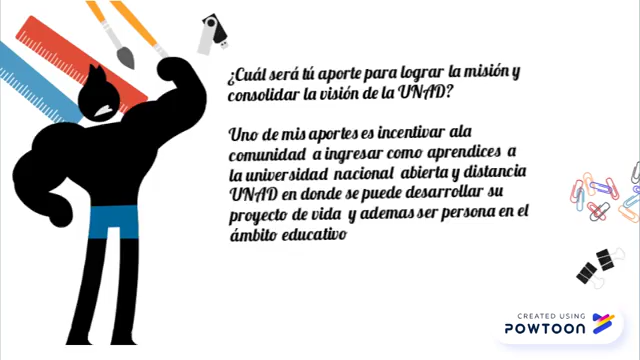 ¿Cuál será tú aporte para lograr la misión y
consolidar la visión de la UNAD?
Uno de mis aportes es incentivar ala
comunidad a ingresar como aprendices a
la universidad nacional abierta y distancia
UNAD en donde se puede desarrollar su
proyecto de vida y ademas ser persona en el
ámbito educativo
CREATED USING
POWTOON